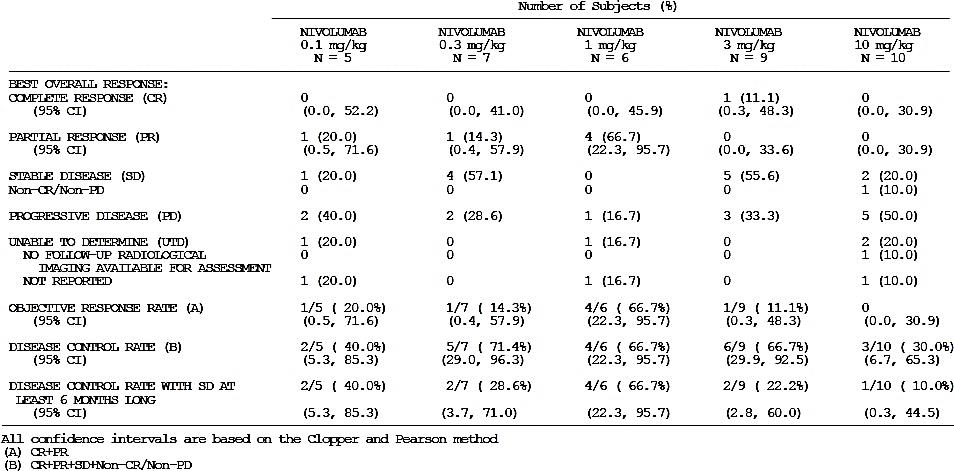 Number of Subjects (%)
NIVOLUMAB NIVOLUMAB NIVOLUMAB NIVOLUMAB NIVOLUMAB
0.1 mg/kg 0.3 mg/kg 1 mg/kg 3 mg/kg 10 mg/kg
N = 5 N = 7 N = 6 N = 9 N = 10
BEST OVERALL RESPONSE:
COMPLETE RESPONSE (CR) 0 0 0 1 (11.1) 0
(95% CI) (0.0, 52.2) (0.0, 41.0) (0.0, 45.9) (0.3, 48.3) (0.0, 30.9)
PARTIAL RESPONSE (PR) 1 (20.0) 1 (14.3) 4 (66.7) 0 0
(95% CI) (0.5, 71.6) (0.4, 57.9) (22.3, 95.7) (0.0, 33.6) (0.0, 30.9)
STABLE DISEASE (SD) 1 (20.0) 4 (57.1) 0 5 (55.6) 2 (20.0)
Non-CR/Non-PD 0 0 0 0 1 (10.0)
PROGRESSIVE DISEASE (PD) 2 (40.0) 2 (28.6) 1 (16.7) 3 (33.3) 5 (50.0)
UNABLE TO DETERMINE (UTD) 1 (20.0) 0 1 (16.7) 0 2 (20.0)
NO FOLLOW-UP RADIOLOGICAL 0 0 0 0 1 (10.0)
IMAGING AVAILABLE FOR ASSESSMENT
NOT REPORTED 1 (20.0) 0 1 (16.7) 0 1 (10.0)
OBJECTIVE RESPONSE RATE (A) 1/5 ( 20.0%) 1/7 ( 14.3%) 4/6 ( 66.7%) 1/9 ( 11.1%) 0
(95% CI) (0.5, 71.6) (0.4, 57.9) (22.3, 95.7) (0.3, 48.3) (0.0, 30.9)
DISEASE CONTROL RATE (B) 2/5 ( 40.0%) 5/7 ( 71.4%) 4/6 ( 66.7%) 6/9 ( 66.7%) 3/10 ( 30.0%)
(95% CI) (5.3, 85.3) (29.0, 96.3) (22.3, 95.7) (29.9, 92.5) (6.7, 65.3)
DISEASE CONTROL RATE WITH SD AT 2/5 ( 40.0%) 2/7 ( 28.6%) 4/6 ( 66.7%) 2/9 ( 22.2%) 1/10 ( 10.0%)
LEAST 6 MONTHS LONG
(95% CI) (5.3, 85.3) (3.7, 71.0) (22.3, 95.7) (2.8, 60.0) (0.3, 44.5)
All confidence intervals are based on the Clopper and Pearson method
(A) CR+PR
(B) CR+PR+SD+Non-CR/Non-PD